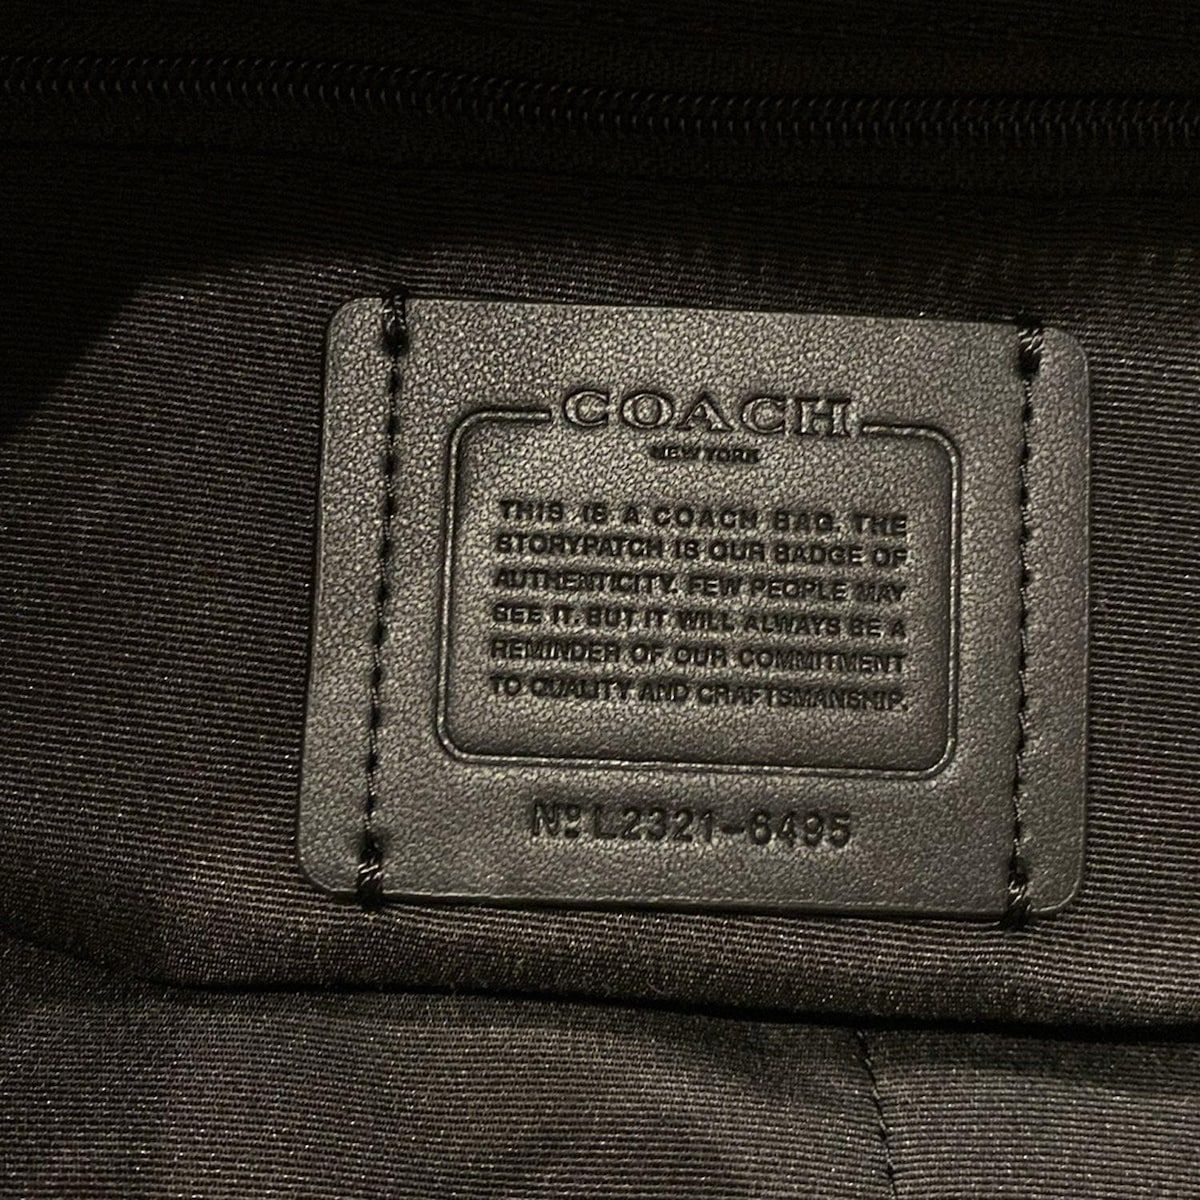 COACH
NEW YORK
THIS IS A COACH BAG. THE
STORYPATCH IS OUR BADGE OF
AUTHENTICITY. FEW PEOPLE MAY
SEE IT. BUT IT WILL ALWAYS BE A
REMINDER OF OUR COMMITMENT
TO QUALITY AND CRAFTSMANSHIP.
Nº L2321-6495